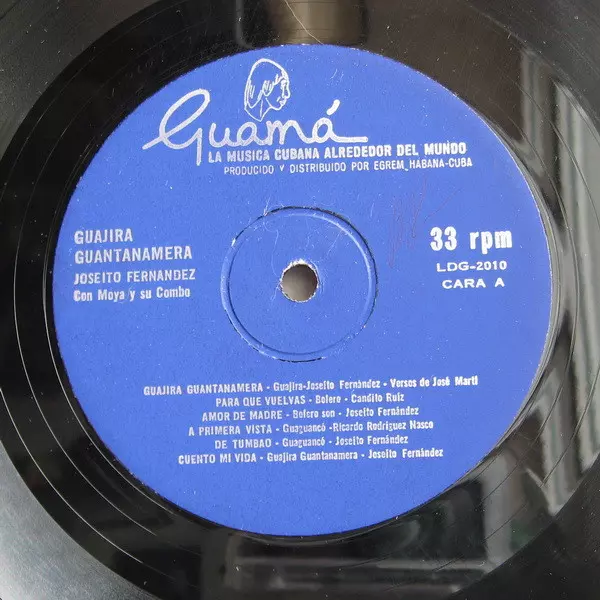 Guamá
LA MUSICA CUBANA ALREDEDOR DEL MUNDO
PRODUCIDO Y DISTRIBUIDO POR EGREM, HABANA-CUBA
GUAJIRA
GUANTANAMERA
JOSEITO FERNANDEZ
Con Moya y su Combo
33 rpm
LDG-2010
CARA A
GUAJIRA GUANTANAMERA - Guajira-Joseíto Fernández - Versos de José Martí
PARA QUE VUELVAS - Bolero - Candito Ruiz
AMOR DE MADRE - Bolero son - Joseíto Fernández
A PRIMERA VISTA - Guaguancó -Ricardo Rodríguez Nasco
DE TUMBAO - Guaguancó - Joseíto Fernández
CUENTO MI VIDA - Guajira Guantanamera - Joseíto Fernández